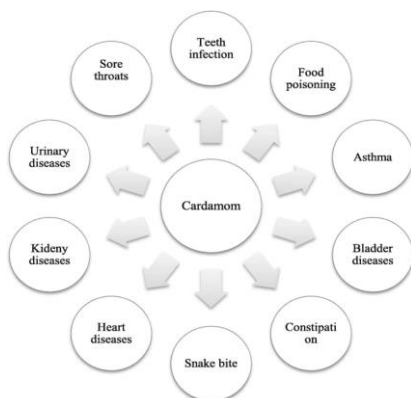 Teeth
infection
Food
poisoning
Asthma
Bladder
diseases
Constipati
on
Snake bite
Heart
diseases
Kideny
diseases
Urinary
diseases
Sore
throats
Cardamom